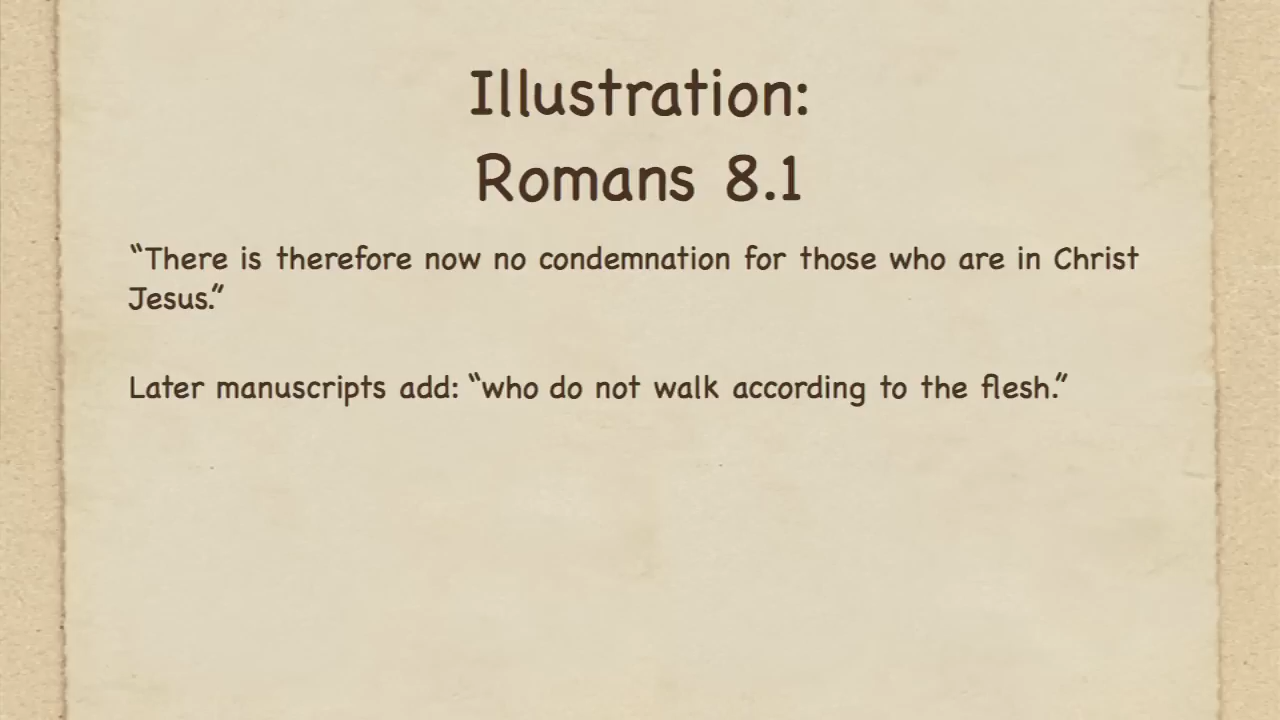 Illustration:
Romans 8.1
“There is therefore now no condemnation for those who are in Christ
Jesus.”
Later manuscripts add: “who do not walk according to the flesh.”